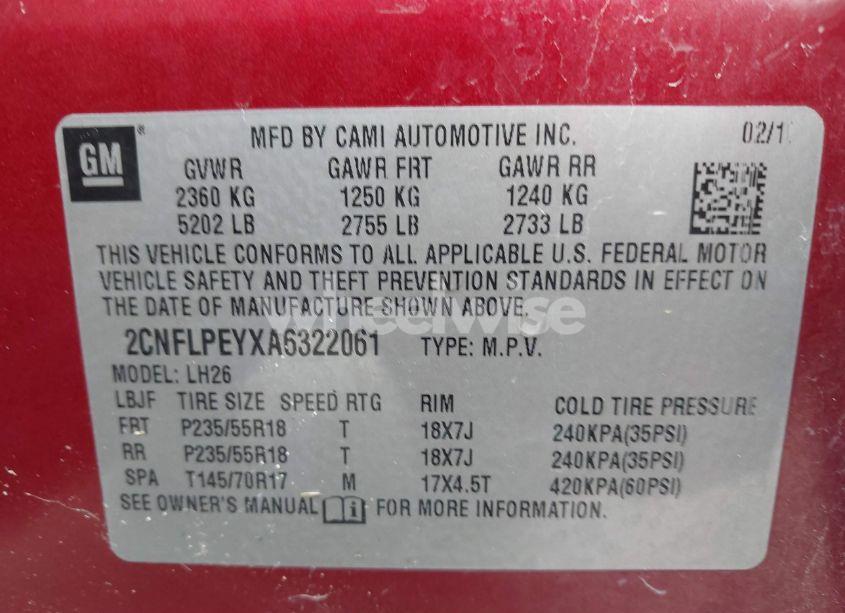 GM
®
MFD BY CAMI AUTOMOTIVE INC. 02/1
GVWR GAWR FRT GAWR RR
2360 KG 1250 KG 1240 KG
5202 LB 2755 LB 2733 LB
THIS VEHICLE CONFORMS TO ALL APPLICABLE U.S. FEDERAL MOTOR
VEHICLE SAFETY AND THEFT PREVENTION STANDARDS IN EFFECT ON
THE DATE OF MANUFACTURE SHOWN ABOVE.
wheelwise
2CNFLPEYXA6322061 TYPE: M.P.V.
MODEL: LH26
LBJF TIRE SIZE SPEED RTG RIM COLD TIRE PRESSURE
FRT P235/55R18 T 18X7J 240KPA(35PSI)
RR P235/55R18 T 18X7J 240KPA(35PSI)
SPA T145/70R17 M 17X4.5T 420KPA(60PSI)
SEE OWNER'S MANUAL i FOR MORE INFORMATION.